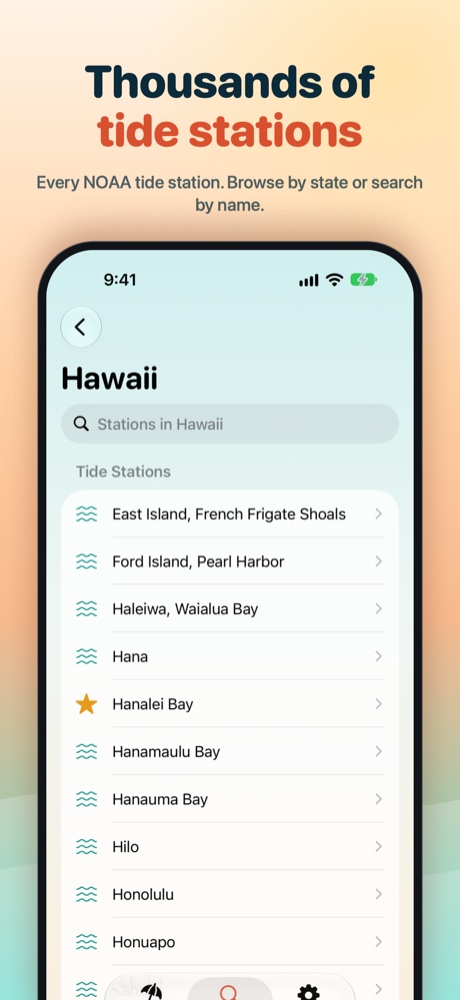 Thousands of
tide stations
Every NOAA tide station. Browse by state or search
by name.
9:41
Hawaii
Stations in Hawaii
Tide Stations
East Island, French Frigate Shoals
Ford Island, Pearl Harbor
Haleiwa, Waialua Bay
Hana
Hanalei Bay
Hanamaulu Bay
Hanauma Bay
Hilo
Honolulu
Honuapo